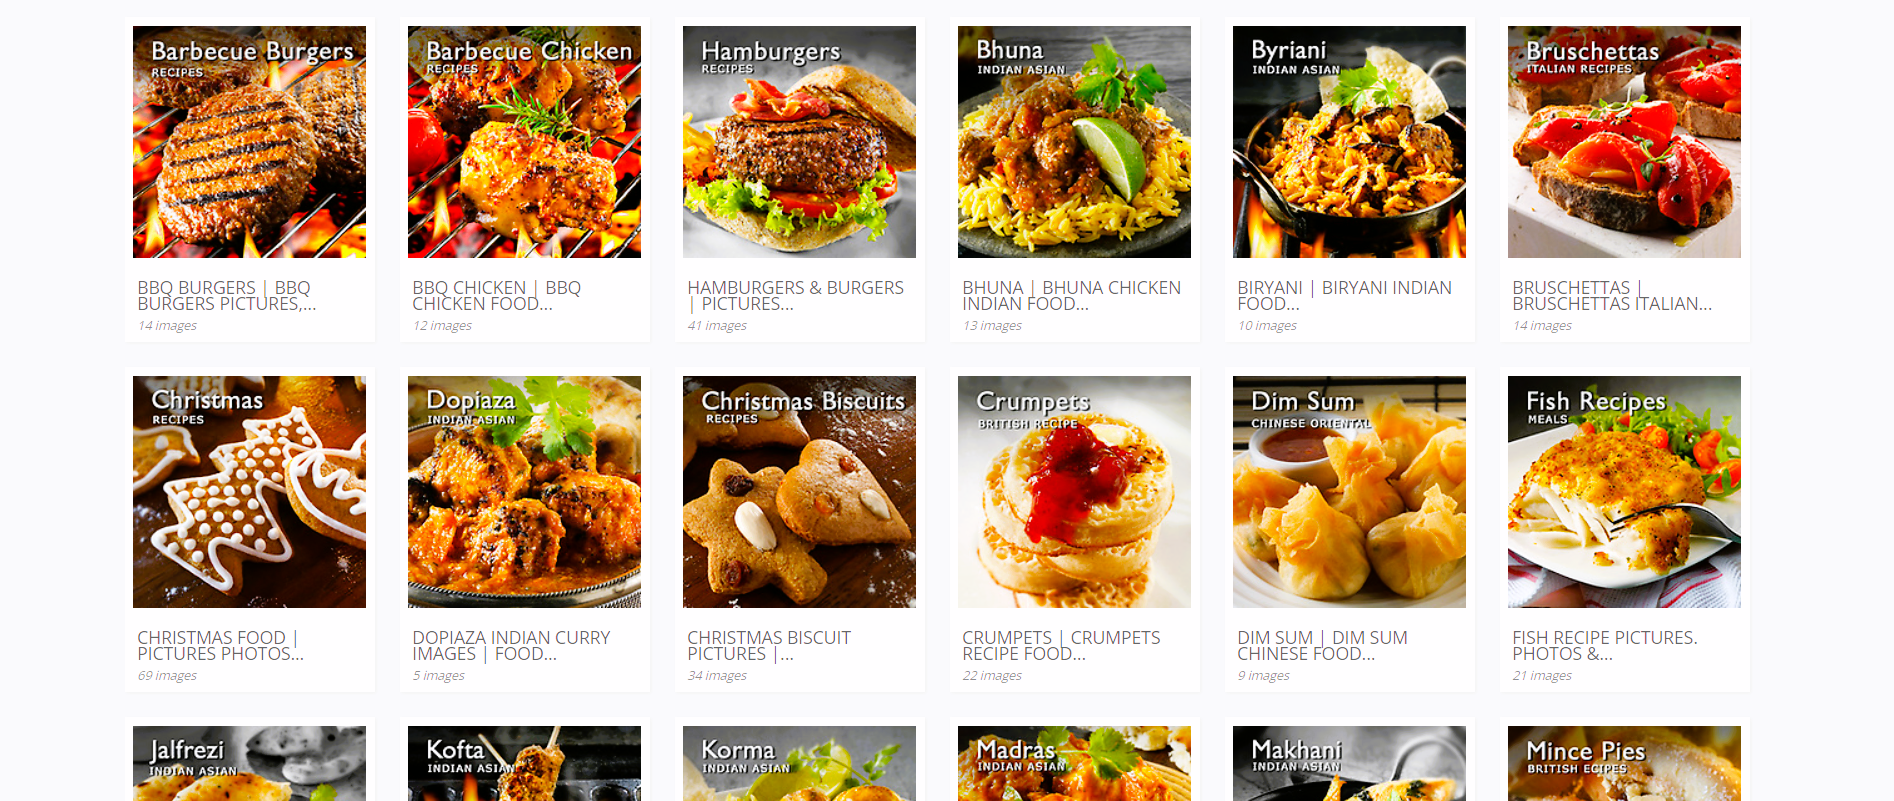 Barbecue Burgers
RECIPES
Barbecue Chicken
RECIPES
Hamburgers
RECIPES
Bhuna
INDIAN ASIAN
Byriani
INDIAN ASIAN
Bruschettas
ITALIAN RECIPES
BBQ BURGERS | BBQ
BURGERS PICTURES,...
14 images
BBQ CHICKEN | BBQ
CHICKEN FOOD...
12 images
HAMBURGERS & BURGERS
| PICTURES...
41 images
BHUNA | BHUNA CHICKEN
INDIAN FOOD...
13 images
BIRYANI | BIRYANI INDIAN
FOOD...
10 images
BRUSCHETTAS |
BRUSCHETTAS ITALIAN...
14 images
Christmas
RECIPES
Dopiaza
INDIAN ASIAN
Christmas Biscuits
RECIPES
Crumpets
BRITISH RECIPE
Dim Sum
CHINESE ORIENTAL
Fish Recipes
MEALS
CHRISTMAS FOOD |
PICTURES PHOTOS...
69 images
DOPIAZA INDIAN CURRY
IMAGES | FOOD...
5 images
CHRISTMAS BISCUIT
PICTURES |...
34 images
CRUMPETS | CRUMPETS
RECIPE FOOD...
22 images
DIM SUM | DIM SUM
CHINESE FOOD...
9 images
FISH RECIPE PICTURES.
PHOTOS &...
21 images
Jalfrezi
INDIAN ASIAN
Kofta
INDIAN ASIAN
Korma
INDIAN ASIAN
Madras
INDIAN ASIAN
Makhani
INDIAN ASIAN
Mince Pies
BRITISH ECIPES